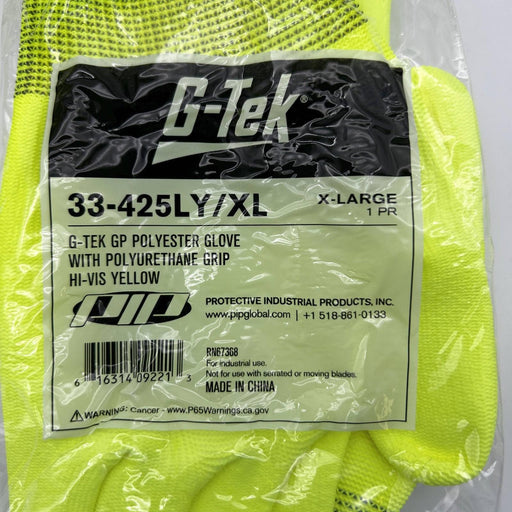 G-Tek®
33-425LY/XL
X-LARGE
1 PR
G-TEK GP POLYESTER GLOVE
WITH POLYURETHANE GRIP
HI-VIS YELLOW
PIP
PROTECTIVE INDUSTRIAL PRODUCTS, INC.
www.pipglobal.com | +1 518-861-0133
RN67368
For industrial use.
Not for use with serrated or moving blades.
MADE IN CHINA
6 16314 09221 3
⚠WARNING: Cancer - www.P65Warnings.ca.gov